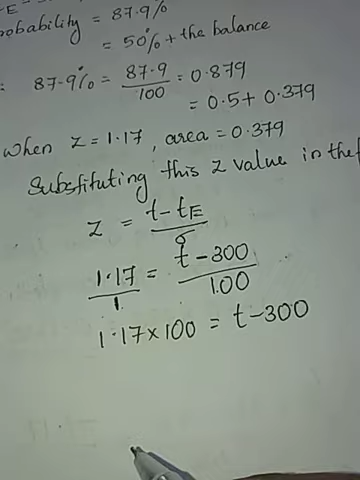 E
probability = 87.9%
= 50% + the balance
: 87.9% = 87.9/100 = 0.879
= 0.5 + 0.379
when z = 1.17, area = 0.379
Substituting this z value in the
z = t - tE/σ
1.17/1 = t - 300/100
1.17 x 100 = t - 300